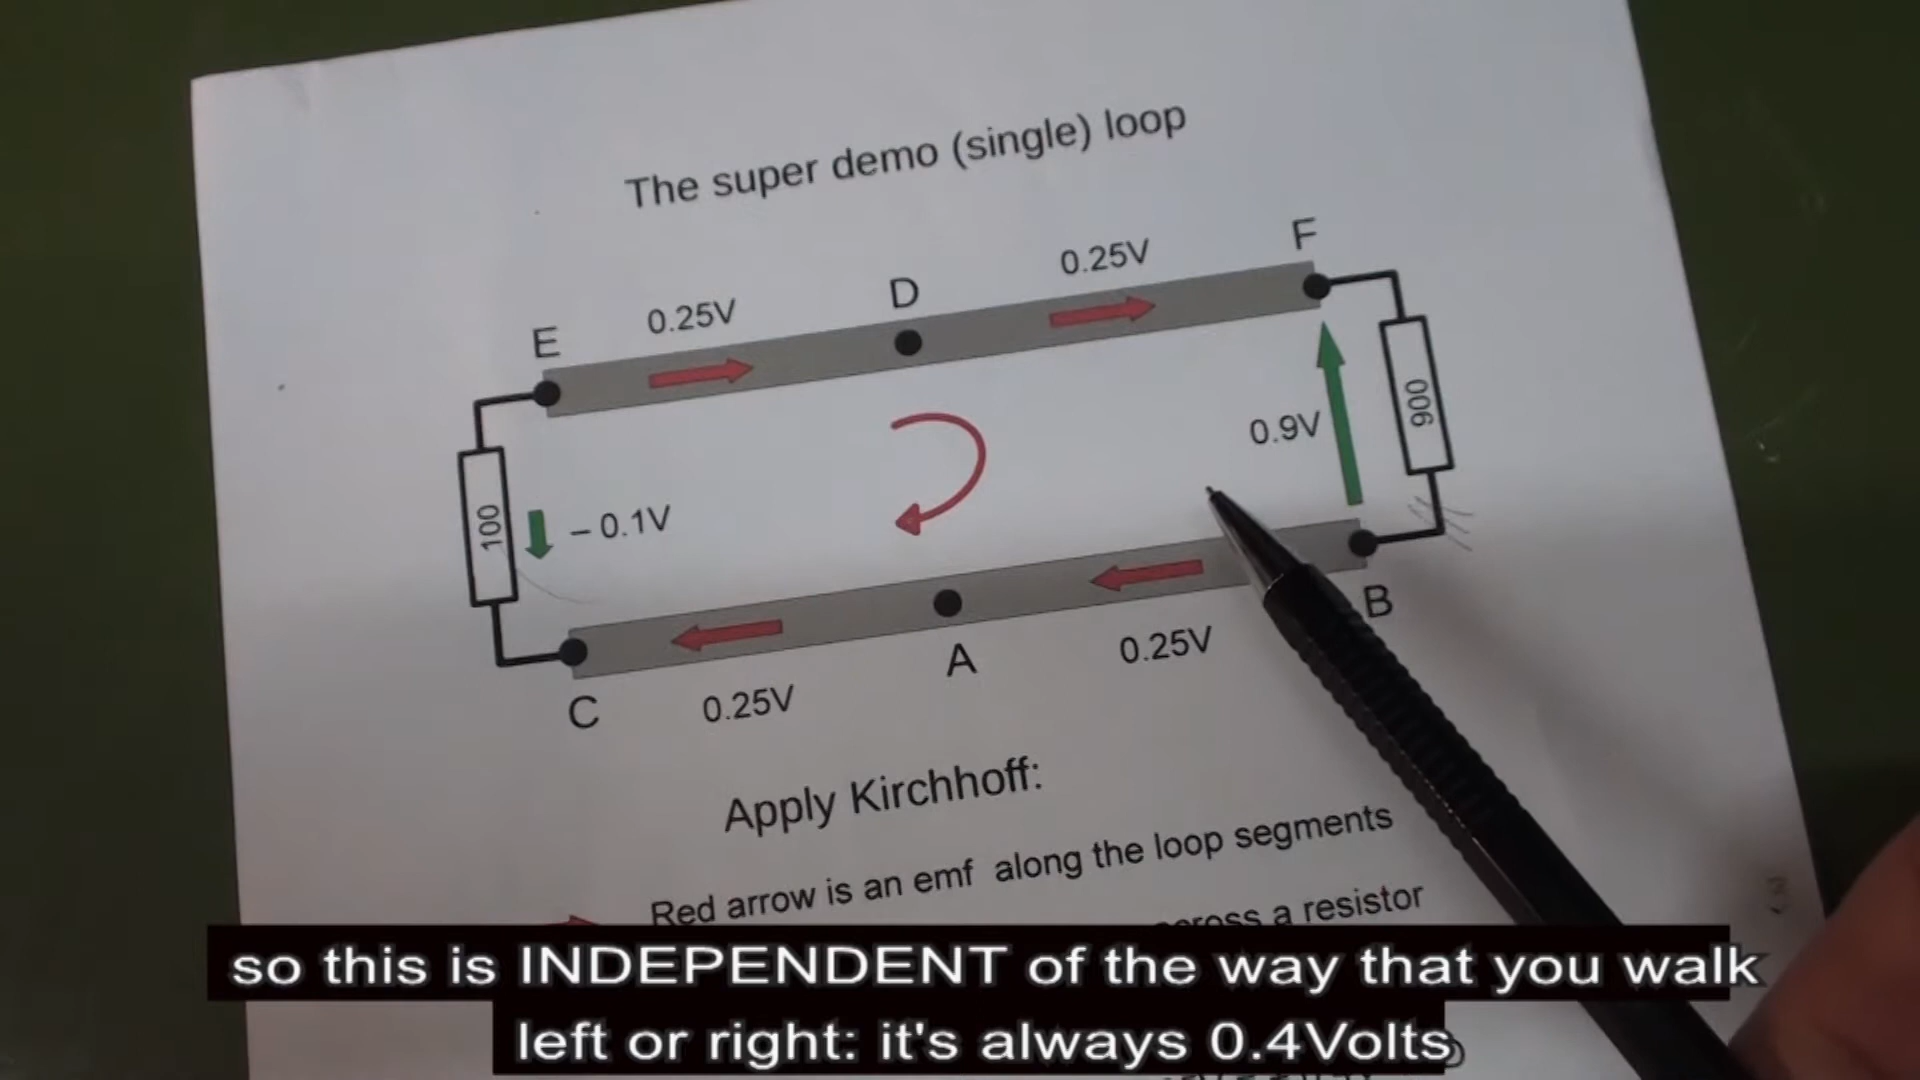 The super demo (single) loop
F
0.25V
D
0.25V
E
900
0.9V
100
– 0.1V
B
A
0.25V
C
0.25V
Apply Kirchhoff:
Red arrow is an emf along the loop segments
across a resistor
so this is INDEPENDENT of the way that you walk
left or right: it's always 0.4Volts